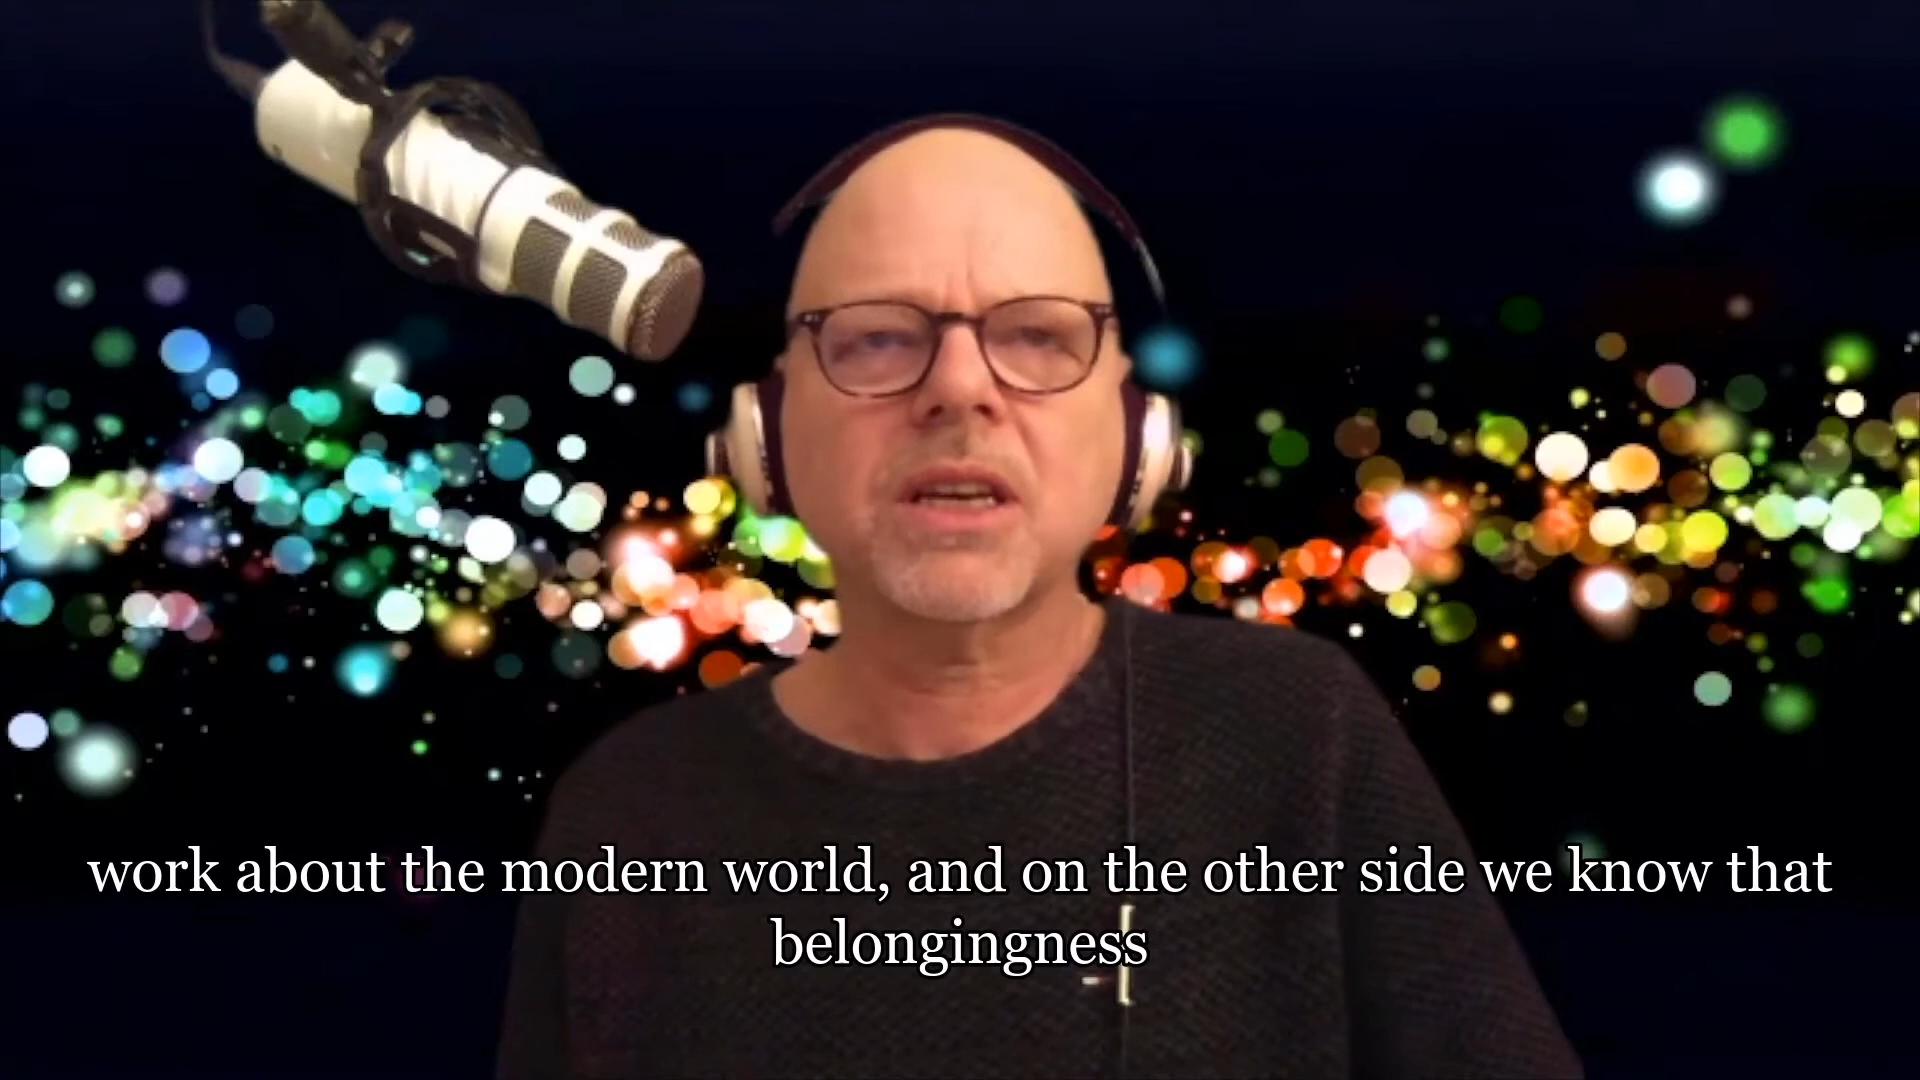 work about the modern world, and on the other side we know that
belongingness